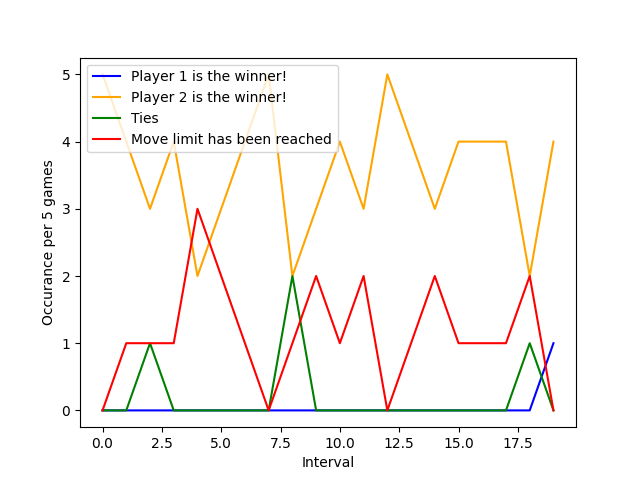 Player 1 is the winner!
Player 2 is the winner!
Ties
Move limit has been reached
Occurance per 5 games
5
4
3
2
1
0
0.0 2.5 5.0 7.5 10.0 12.5 15.0 17.5
Interval